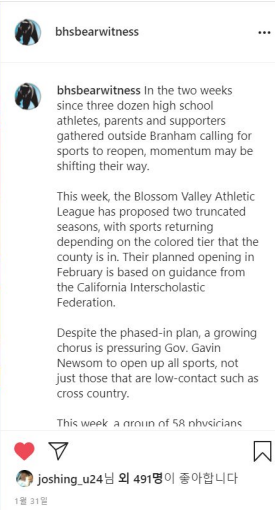 bhsbearwitness
bhsbearwitness In the two weeks
since three dozen high school
athletes, parents and supporters
gathered outside Branham calling for
sports to reopen, momentum may be
shifting their way.
This week, the Blossom Valley Athletic
League has proposed two truncated
seasons, with sports returning
depending on the colored tier that the
county is in. Their planned opening in
February is based on guidance from
the California Interscholastic
Federation.
Despite the phased-in plan, a growing
chorus is pressuring Gov. Gavin
Newsom to open up all sports, not
just those that are low-contact such as
cross country.
This week, a group of 58 physicians
joshing_u24님 외 491명이 좋아합니다
1월 31일